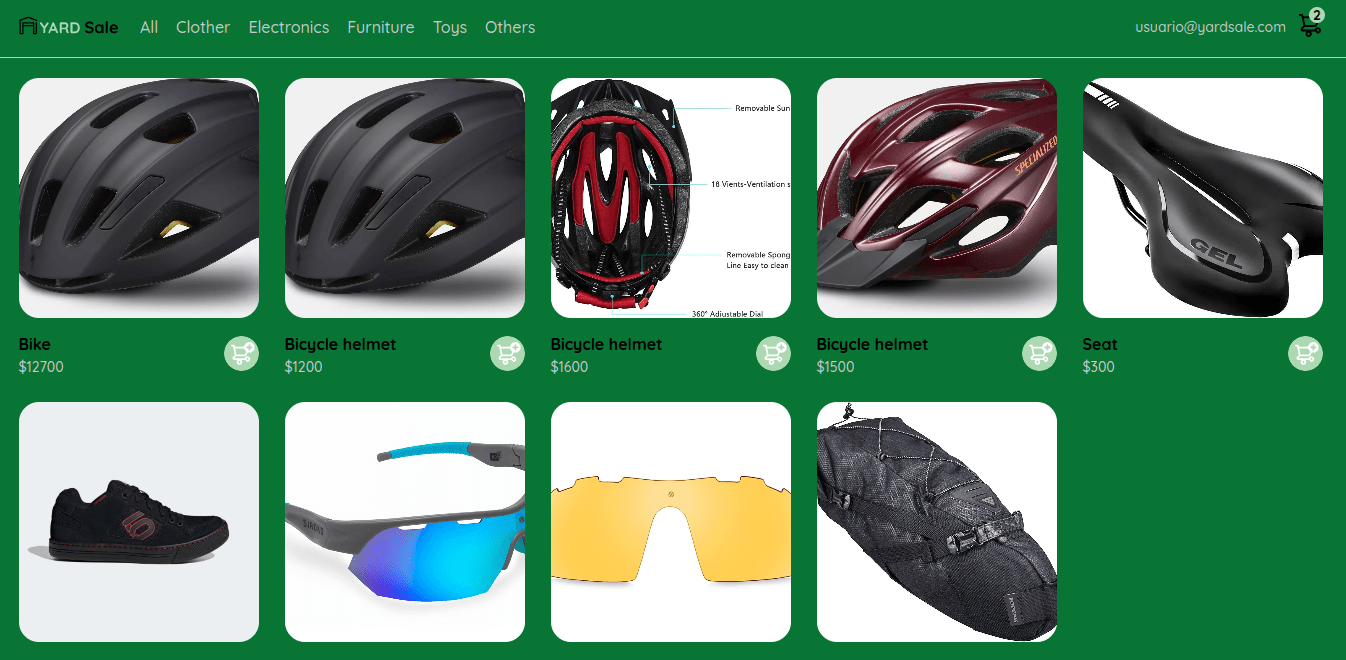 YARD Sale All Clother Electronics Furniture Toys Others usuario@yardsale.com 2
Removable Sun
18 Vients-Ventilation s
Removable Spong
Line Easy to clean
360° Adjustable Dial
SPECIALIZED
GEL
Bike
$12700
Bicycle helmet
$1200
Bicycle helmet
$1600
Bicycle helmet
$1500
Seat
$300